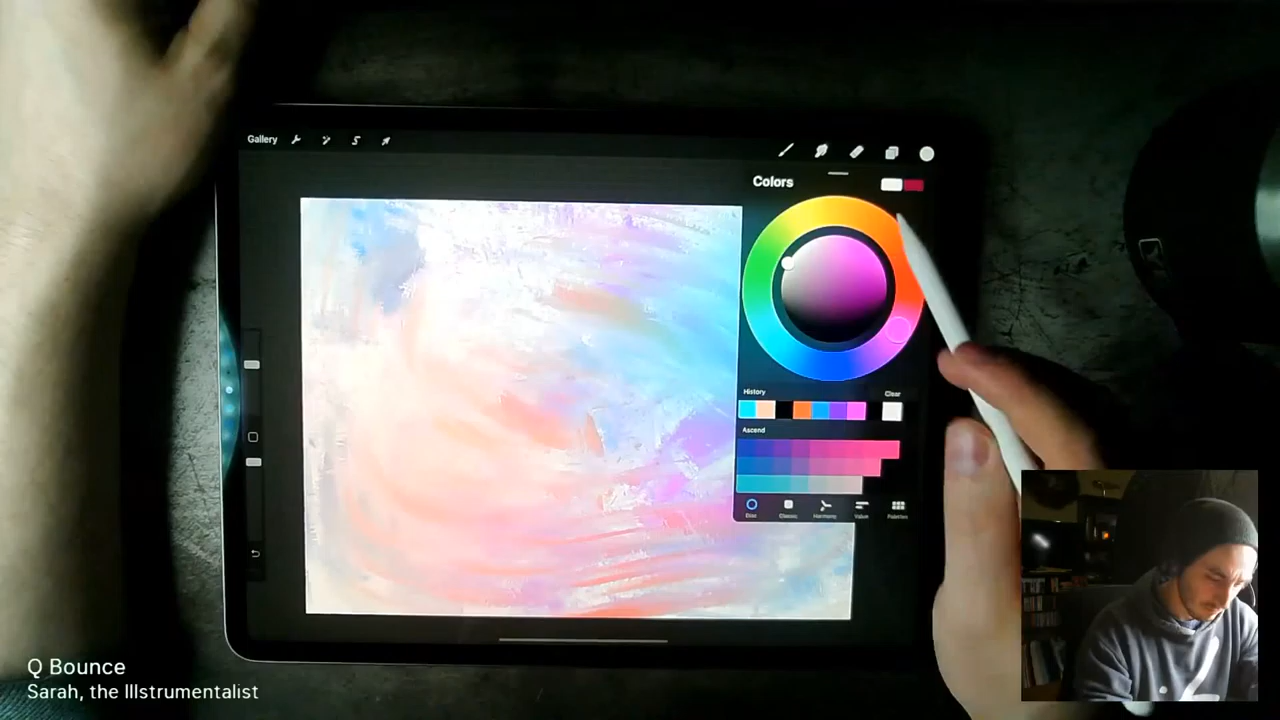 Gallery
Colors
History
Clear
Ascend
Disc
Classic
Harmony
Value
Palettes
Q Bounce
Sarah, the Illstrumentalist